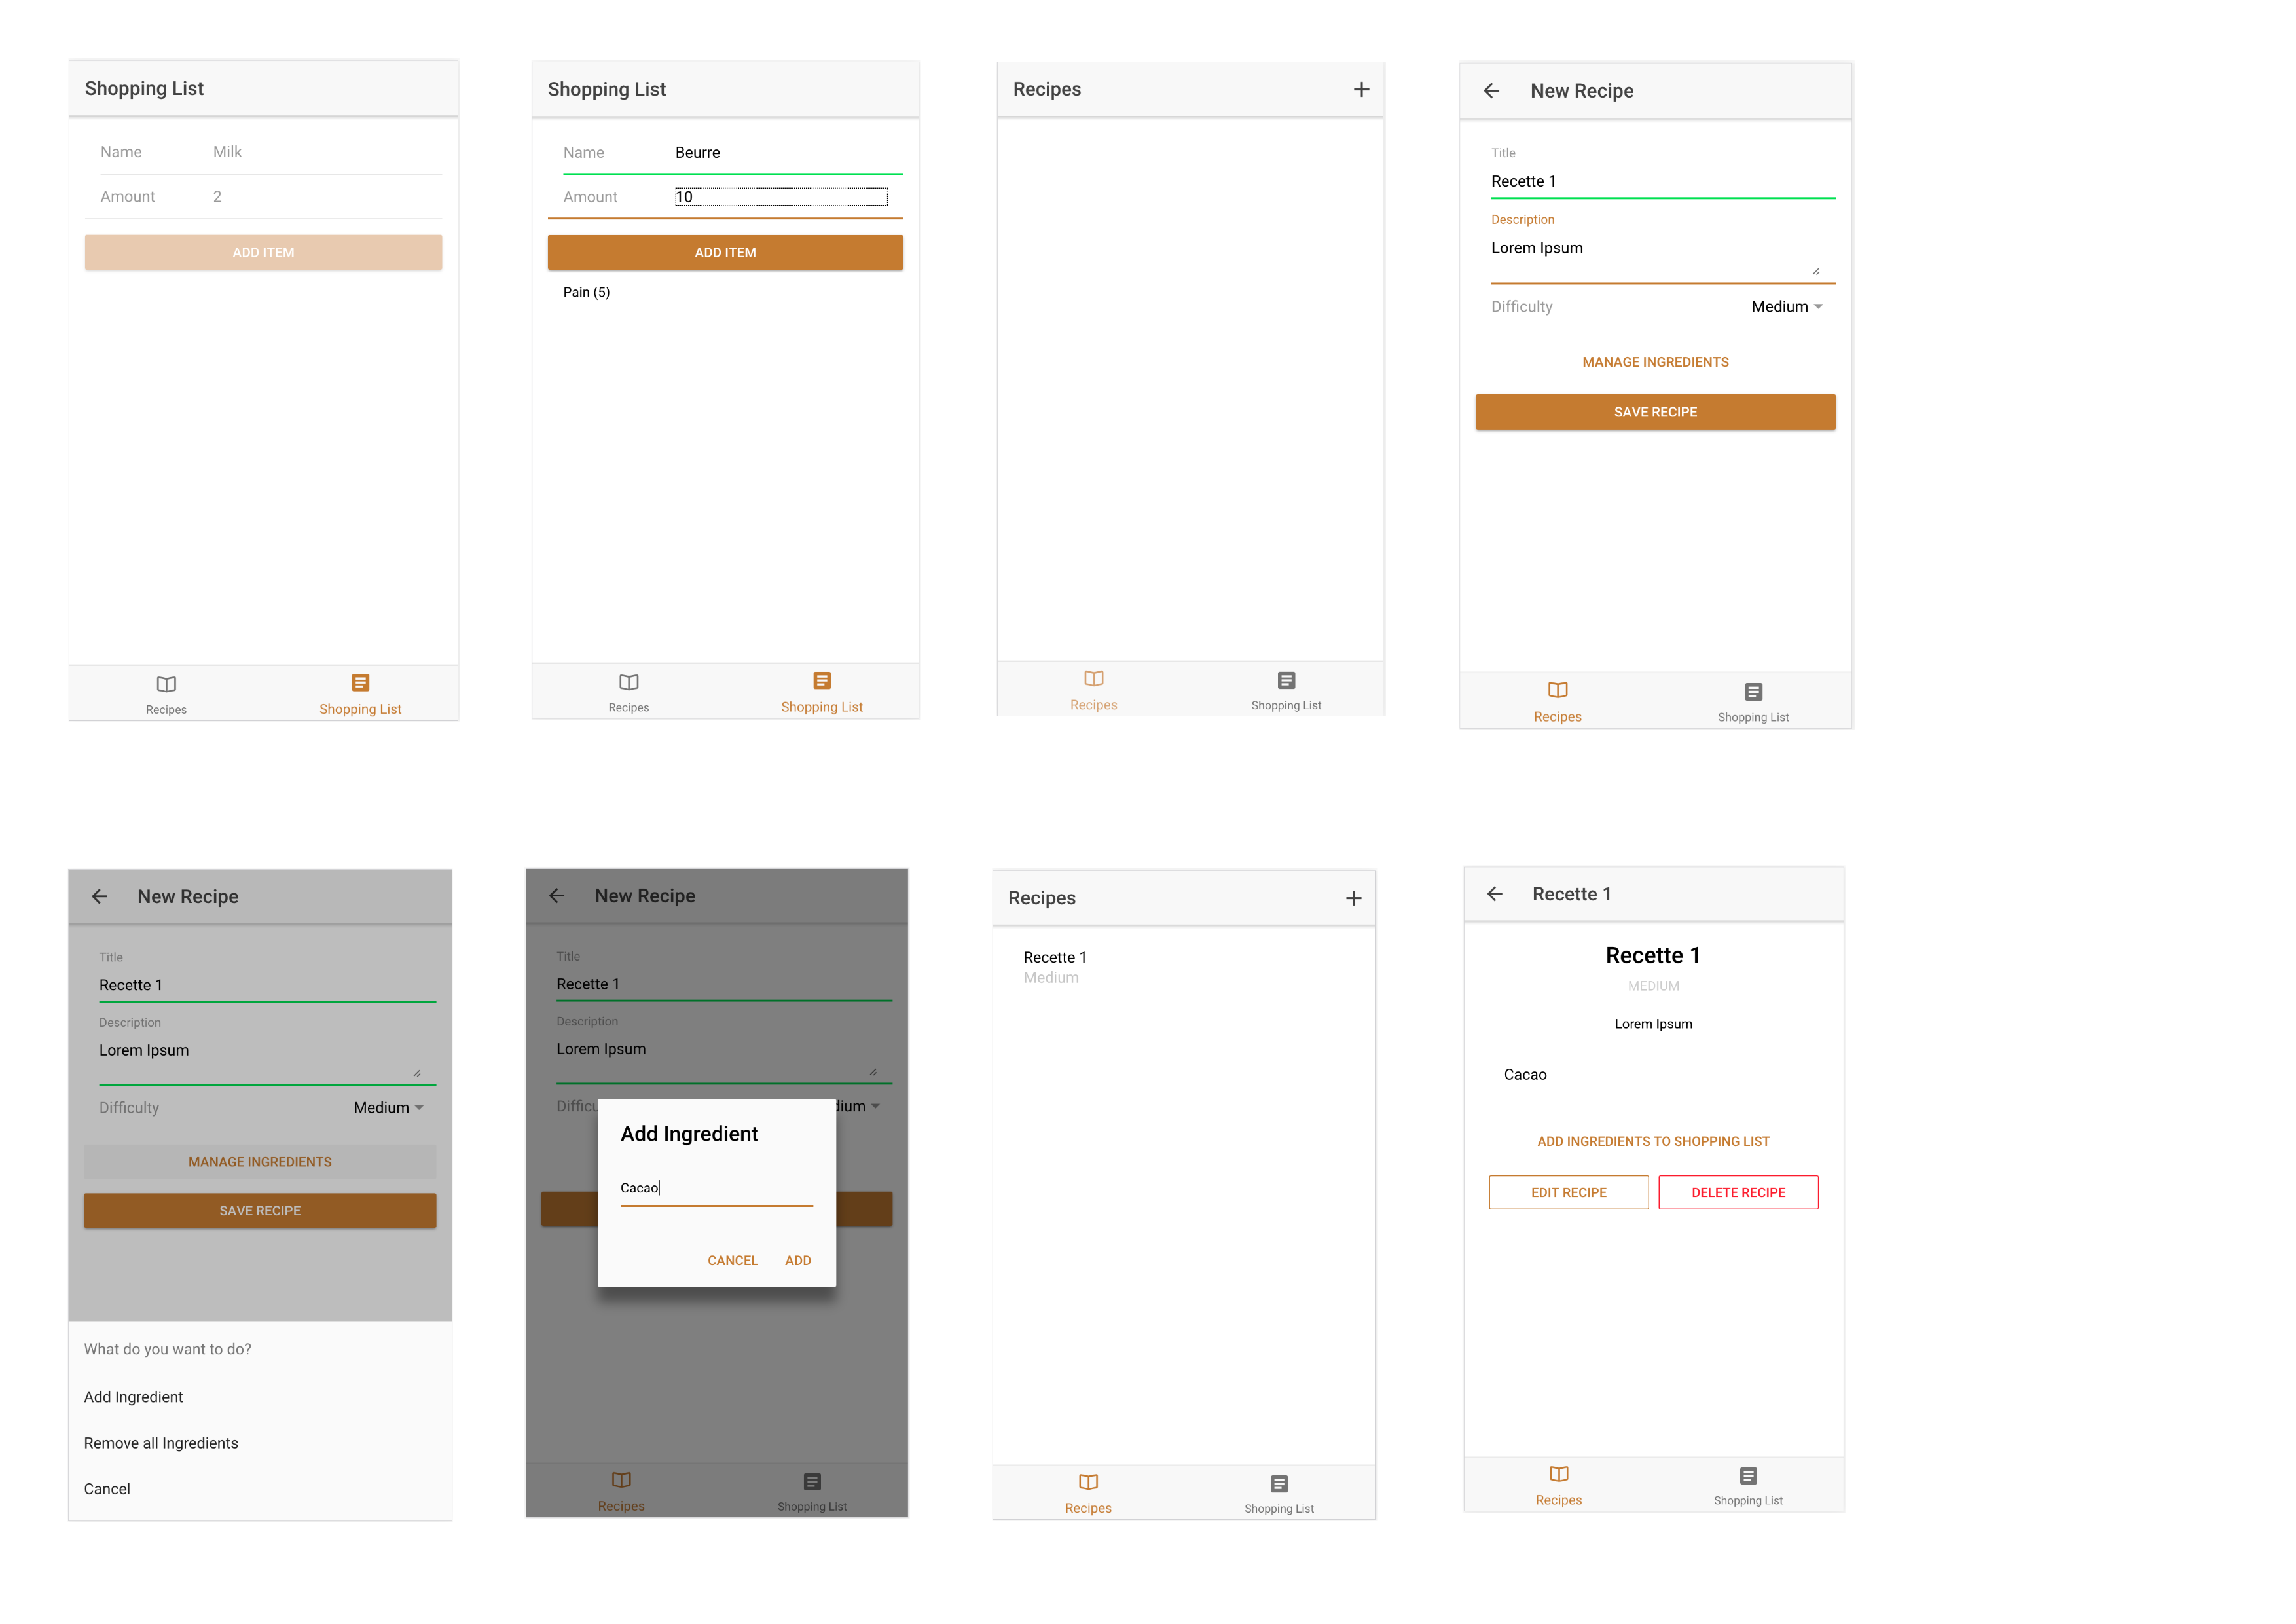 Shopping List
Name Milk
Amount 2
ADD ITEM
Recipes Shopping List
Shopping List
Name Beurre
Amount 10
ADD ITEM
Pain (5)
Recipes Shopping List
Recipes +
Recipes Shopping List
New Recipe
Title
Recette 1
Description
Lorem Ipsum
Difficulty Medium
MANAGE INGREDIENTS
SAVE RECIPE
Recipes Shopping List
New Recipe
Title
Recette 1
Description
Lorem Ipsum
Difficulty Medium
MANAGE INGREDIENTS
SAVE RECIPE
What do you want to do?
Add Ingredient
Remove all Ingredients
Cancel
New Recipe
Title
Recette 1
Description
Lorem Ipsum
Difficu dium
Add Ingredient
Cacao
CANCEL ADD
Recipes Shopping List
Recipes +
Recette 1
Medium
Recipes Shopping List
Recette 1
Recette 1
MEDIUM
Lorem Ipsum
Cacao
ADD INGREDIENTS TO SHOPPING LIST
EDIT RECIPE DELETE RECIPE
Recipes Shopping List